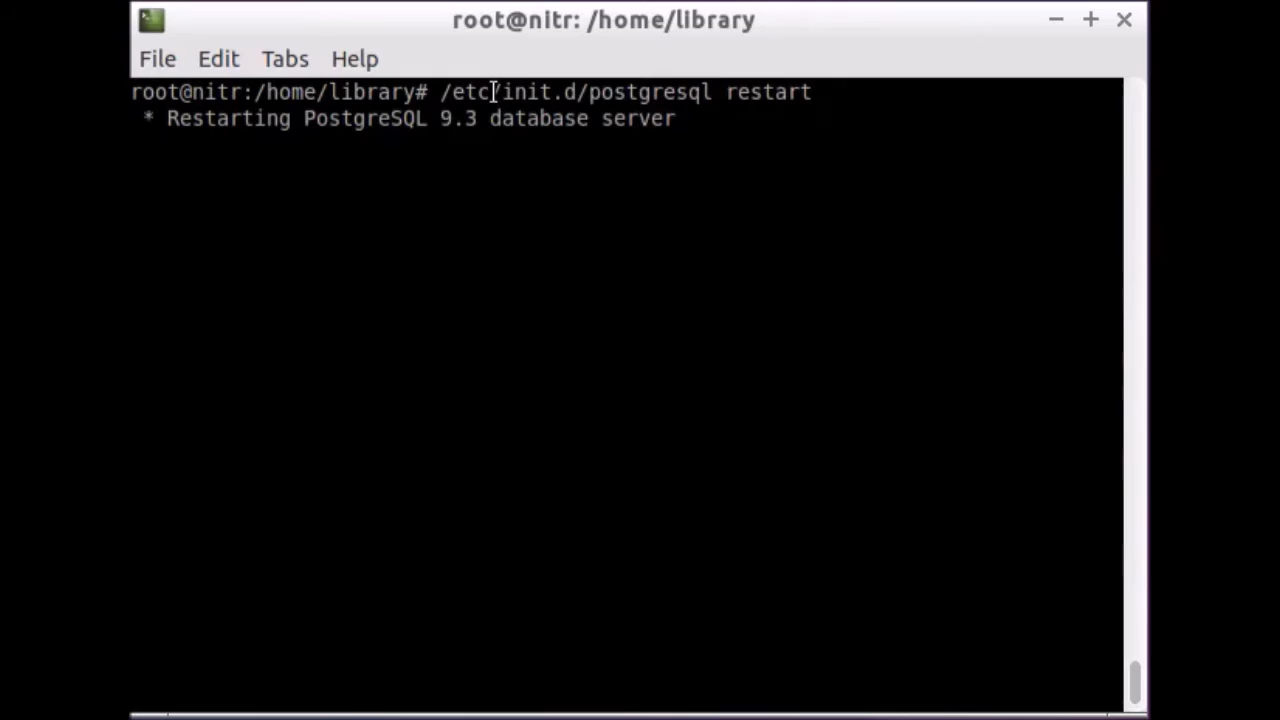 root@nitr: /home/library
File Edit Tabs Help
root@nitr:/home/library# /etc/init.d/postgresql restart
 * Restarting PostgreSQL 9.3 database server